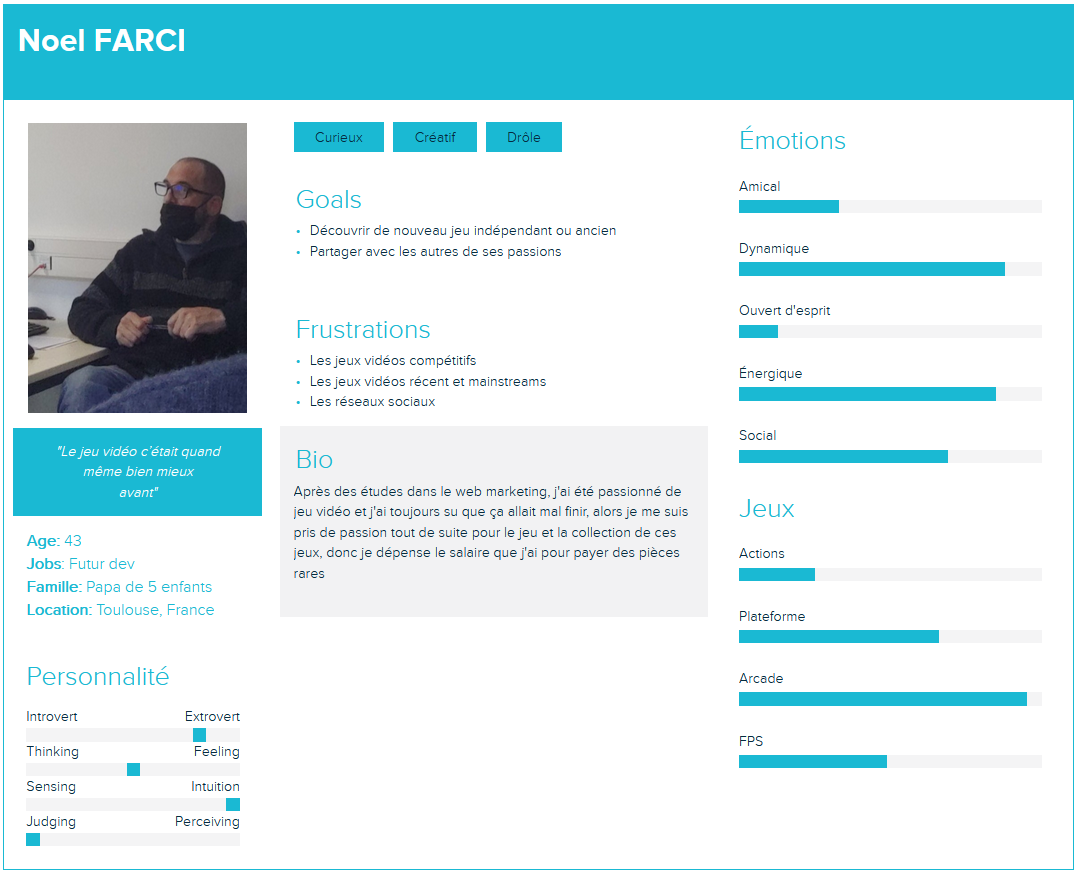 Noel FARCI
Curieux
Créatif
Drôle
Goals
• Découvrir de nouveau jeu indépendant ou ancien
• Partager avec les autres de ses passions
Frustrations
• Les jeux vidéos compétitifs
• Les jeux vidéos récent et mainstreams
• Les réseaux sociaux
"Le jeu vidéo c'était quand
même bien mieux
avant"
Age: 43
Jobs: Futur dev
Famille: Papa de 5 enfants
Location: Toulouse, France
Bio
Après des études dans le web marketing, j'ai été passionné de
jeu vidéo et j'ai toujours su que ça allait mal finir, alors je me suis
pris de passion tout de suite pour le jeu et la collection de ces
jeux, donc je dépense le salaire que j'ai pour payer des pièces
rares
Personnalité
Introvert Extrovert
Thinking Feeling
Sensing Intuition
Judging Perceiving
Émotions
Amical
Dynamique
Ouvert d'esprit
Énergique
Social
Jeux
Actions
Plateforme
Arcade
FPS